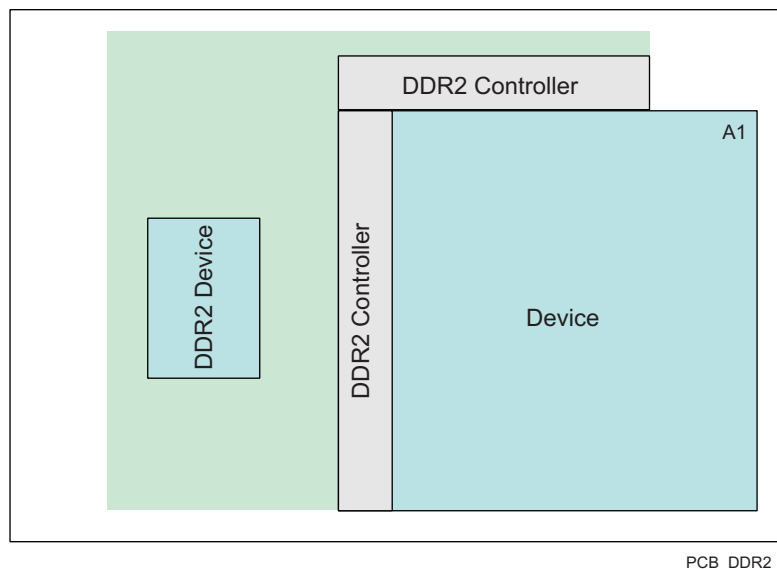 DDR2 Controller
A1
DDR2 Device
DDR2 Controller
Device
PCB_DDR2